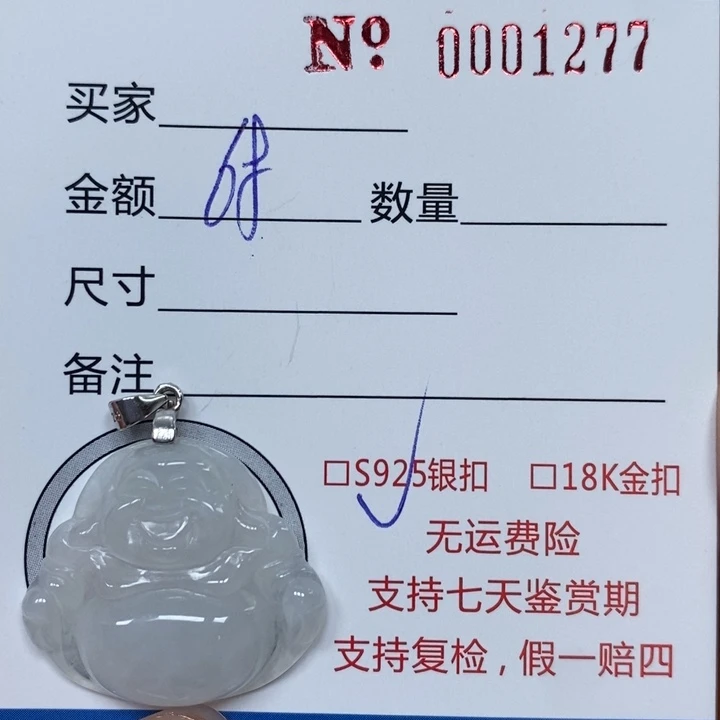 No 0001277
买家
金额 数量
尺寸
备注
□S925银扣 □18K金扣
无运费险
支持七天鉴赏期
支持复检,假一赔四